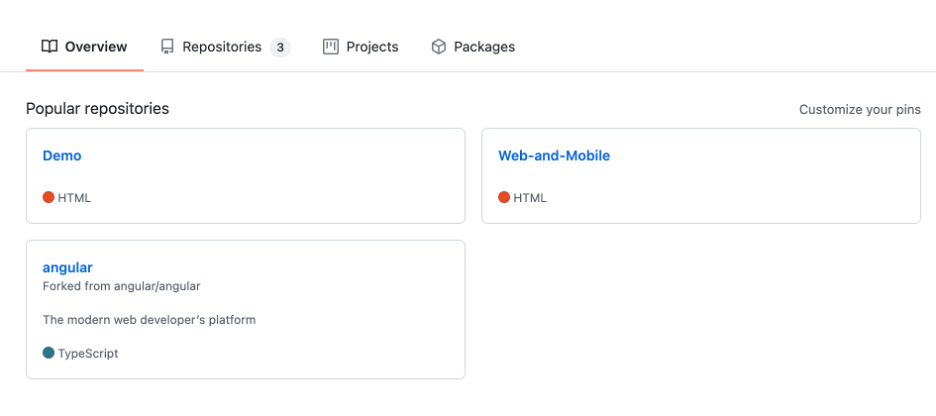 Overview Repositories 3 Projects Packages
Popular repositories Customize your pins
Demo
HTML
Web-and-Mobile
HTML
angular
Forked from angular/angular
The modern web developer's platform
TypeScript